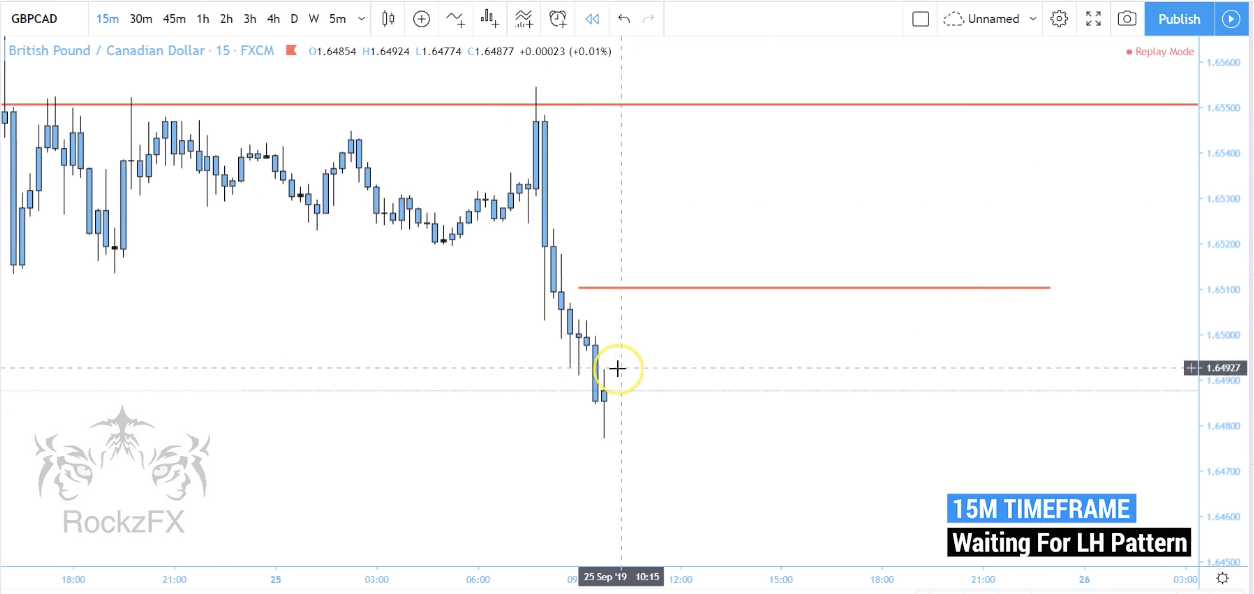 GBPCAD 15m 30m 45m 1h 2h 3h 4h D W 5m Unnamed Publish
British Pound / Canadian Dollar · 15 · FXCM O1.64854 H1.64924 L1.64774 C1.64877 +0.00023 (+0.01%) Replay Mode
1.65600
1.65500
1.65400
1.65300
1.65200
1.65100
1.65000
1.64927
1.64900
1.64800
1.64700
RockzFX
15M TIMEFRAME
1.64600
Waiting For LH Pattern
1.64500
18:00 21:00 25 03:00 06:00 09 25 Sep '19 10:15 12:00 15:00 18:00 21:00 26 03:00